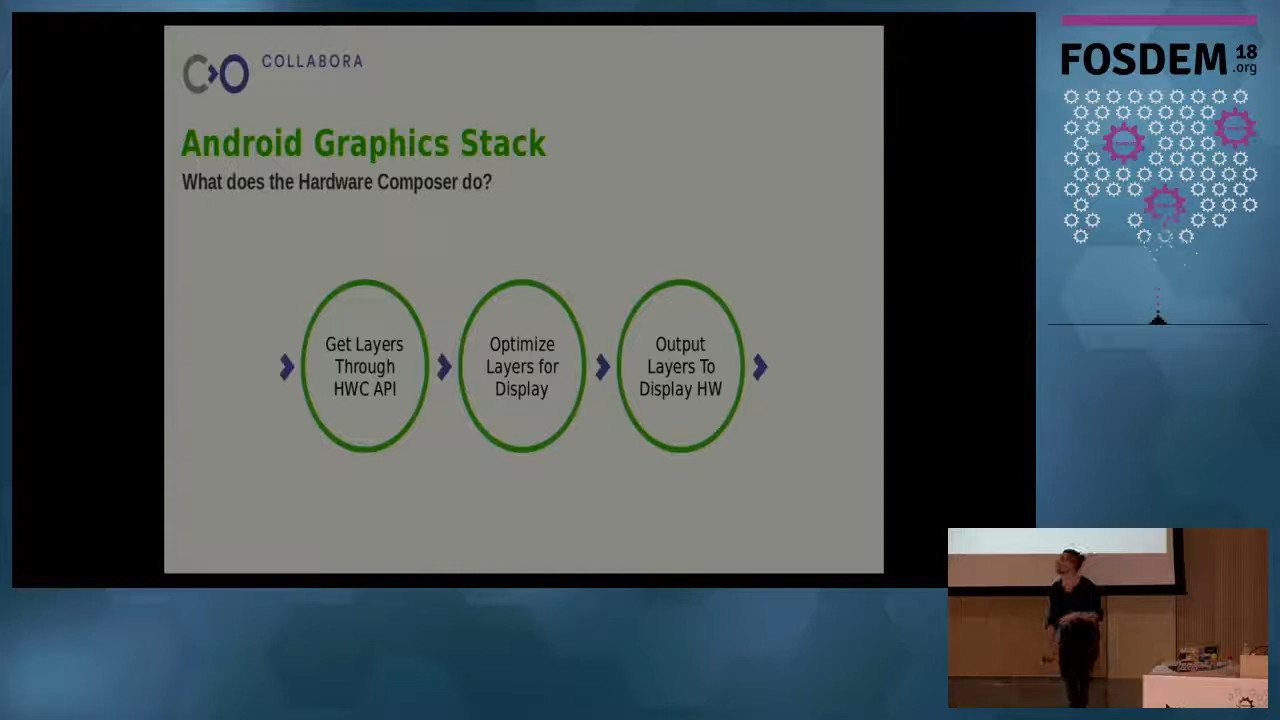 COLLABORA
Android Graphics Stack
What does the Hardware Composer do?
Get Layers
Through
HWC API
Optimize
Layers for
Display
Output
Layers To
Display HW
FOSDEM 18
.org